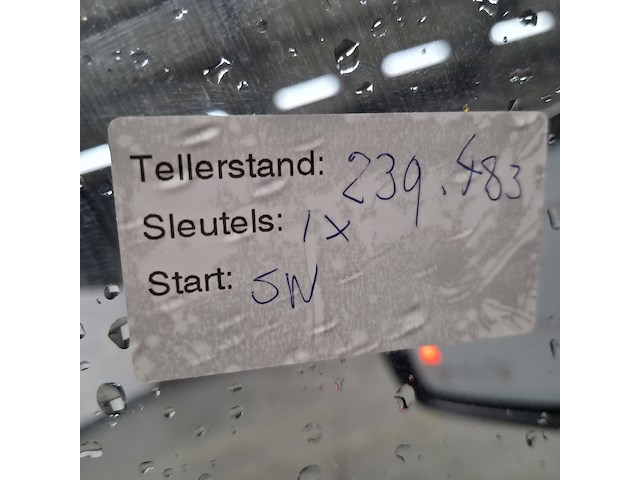 Tellerstand: 239.483
Sleutels: 1x
Start: SW